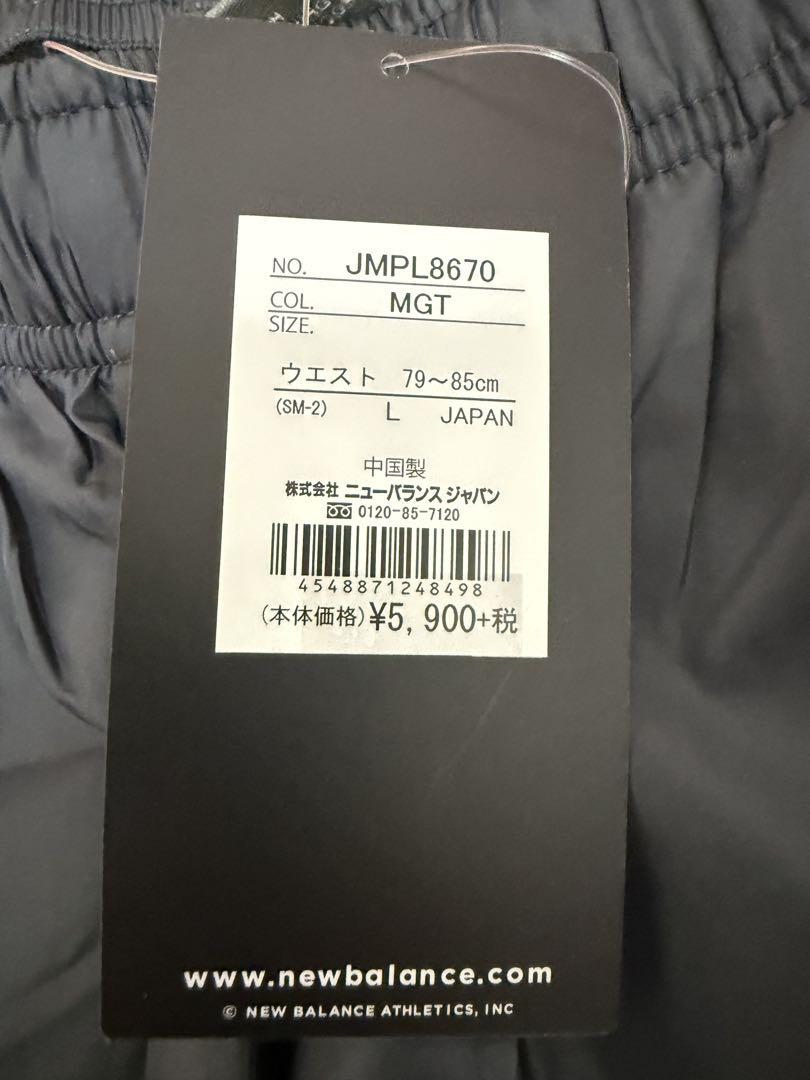 NO. JMPL8670
COL. MGT
SIZE.
ウエスト 79～85cm
(SM-2) L JAPAN
中国製
株式会社 ニューバランス ジャパン
0120-85-7120
4548871248498
(本体価格)¥5,900+税
www.newbalance.com
© NEW BALANCE ATHLETICS, INC